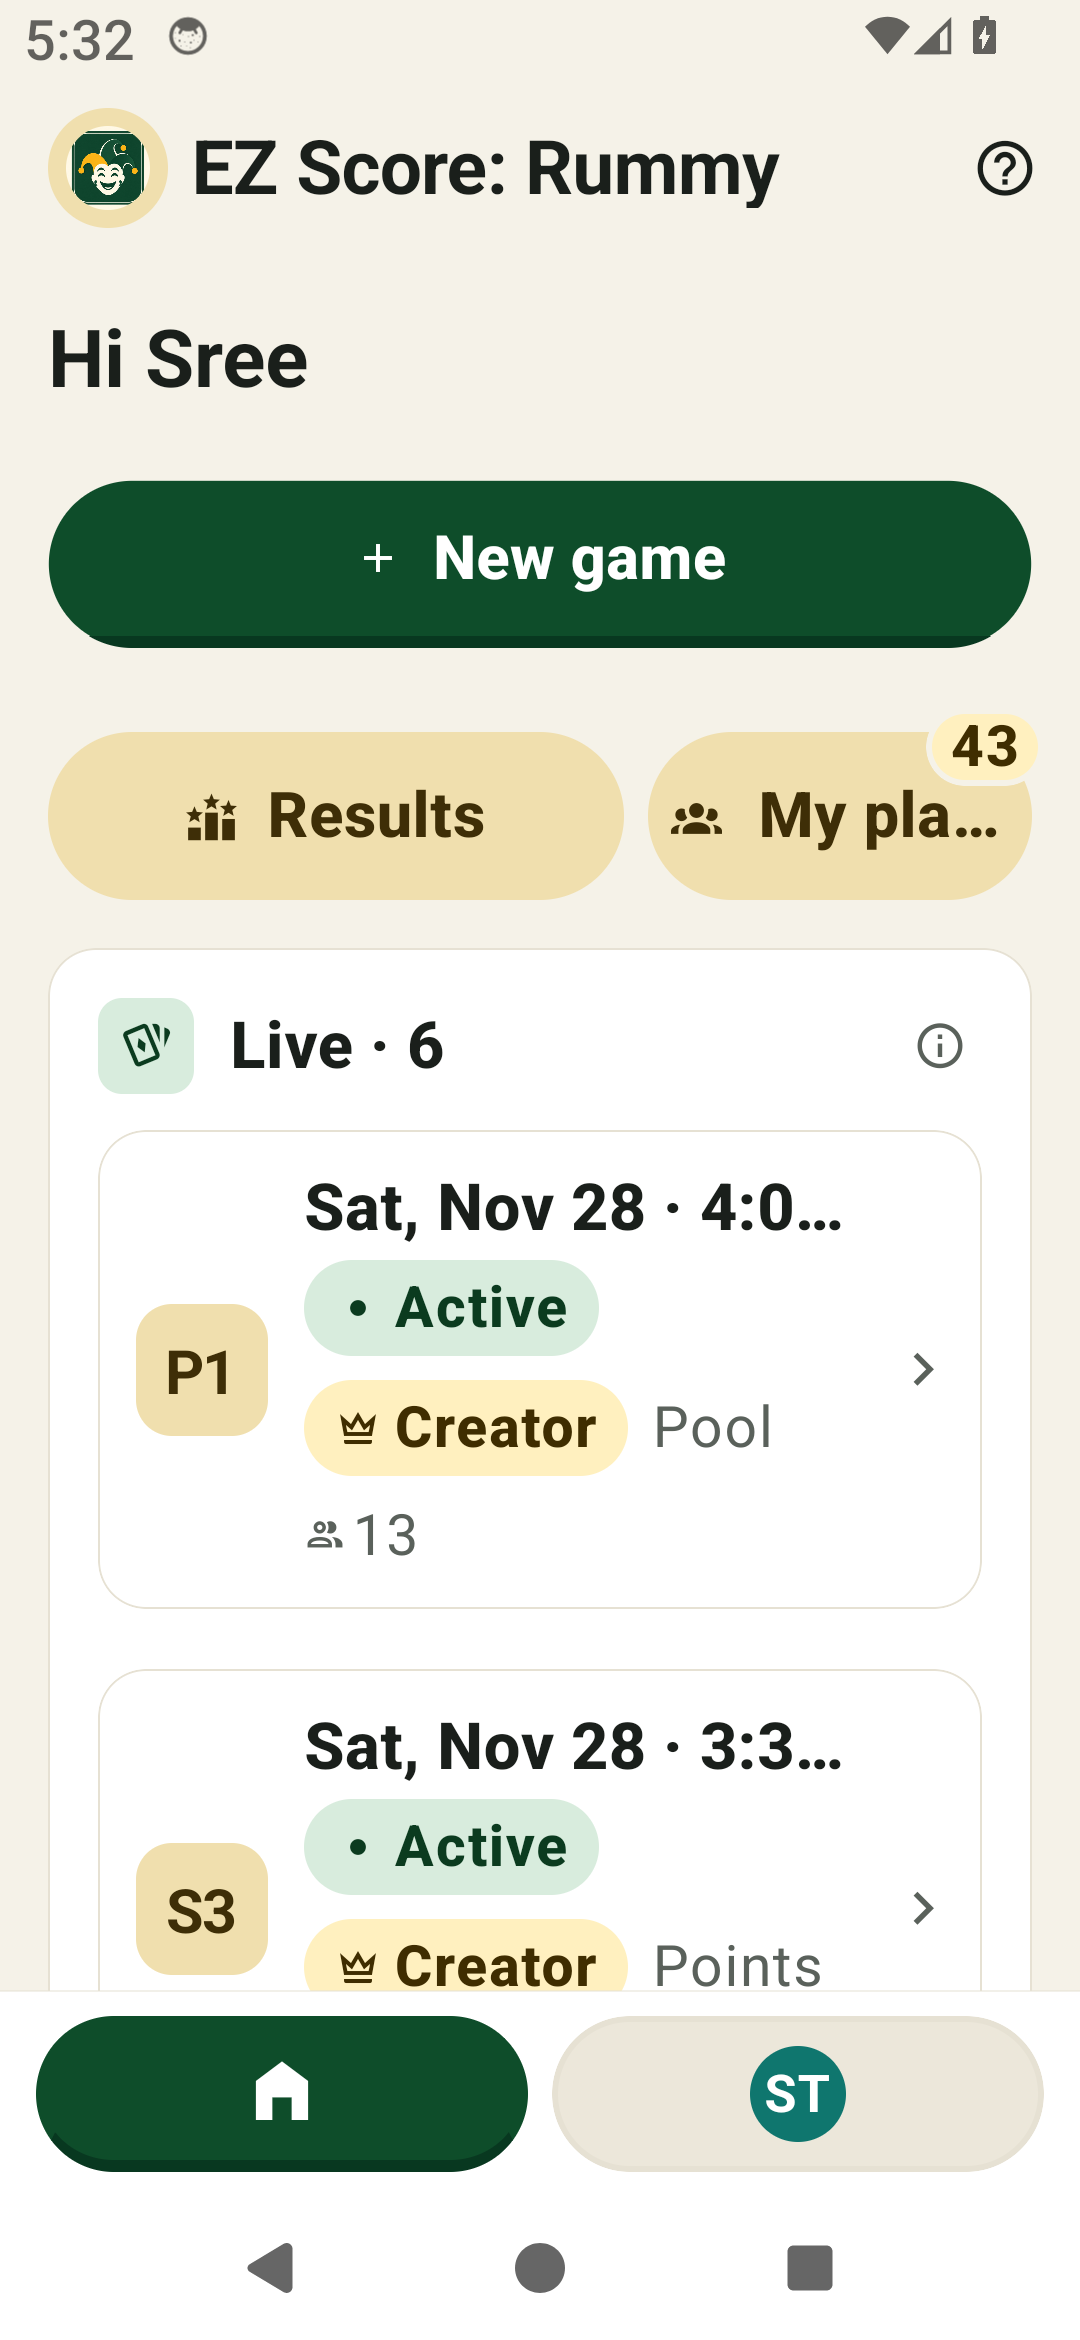 5:32
EZ Score: Rummy
Hi Sree
+ New game
43
Results
My pla...
Live · 6
Sat, Nov 28 · 4:0...
• Active
P1
Creator Pool
13
Sat, Nov 28 · 3:3...
• Active
S3
Creator Points
ST